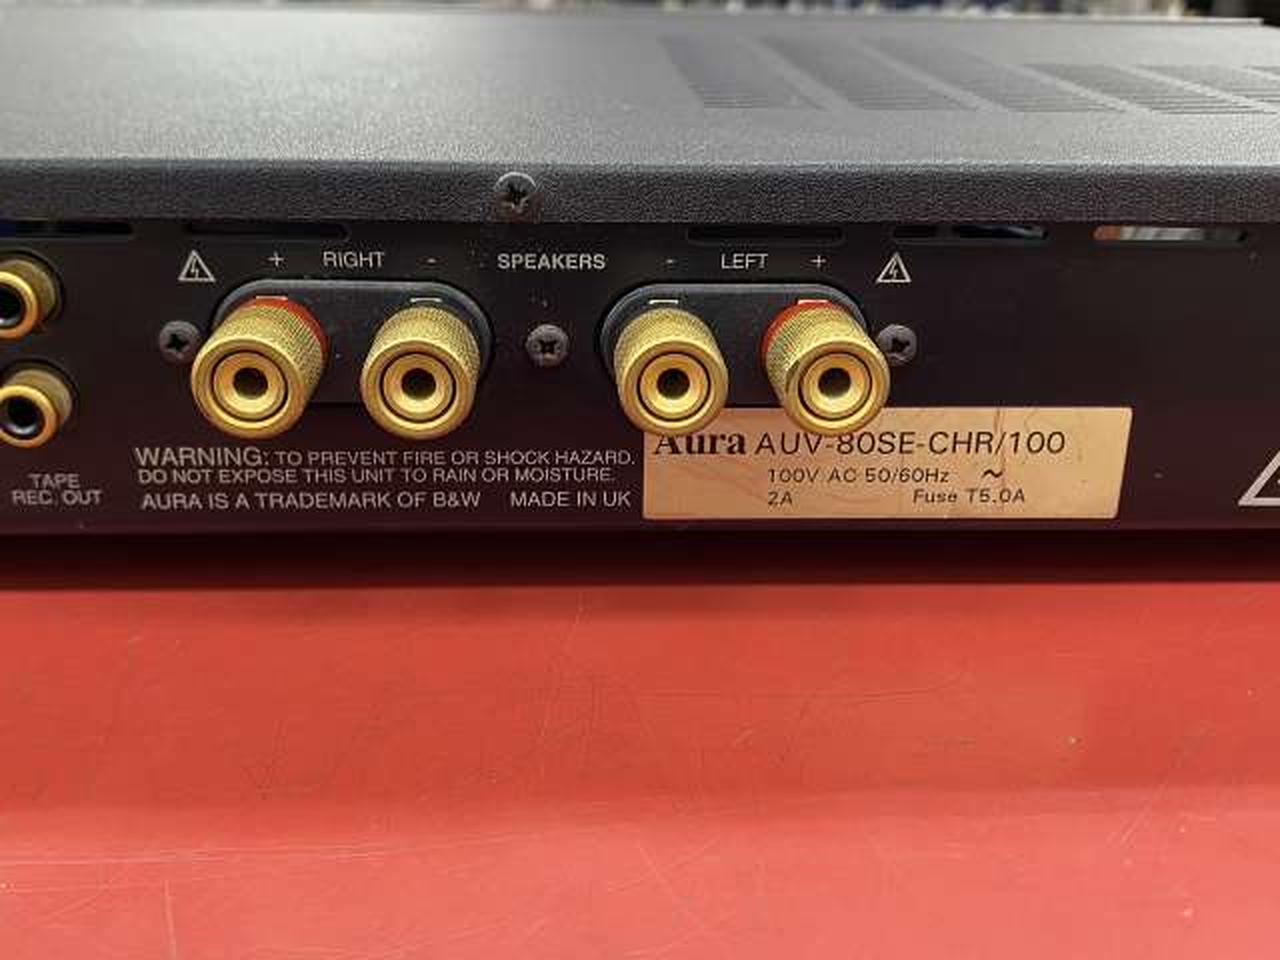 + RIGHT - SPEAKERS - LEFT +
TAPE
REC. OUT
WARNING: TO PREVENT FIRE OR SHOCK HAZARD.
DO NOT EXPOSE THIS UNIT TO RAIN OR MOISTURE.
AURA IS A TRADEMARK OF B&W MADE IN UK
Aura AUV-80SE-CHR/100
100V AC 50/60Hz ~
2A Fuse T5.0A